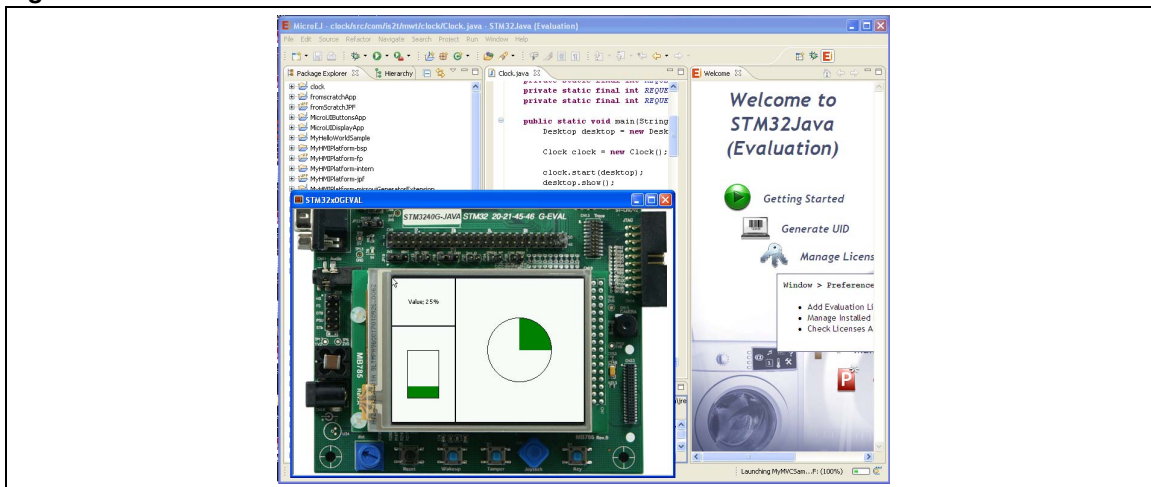 MicroEJ - clock/src/com/is2t/mwt/clock/Clock.java - STM32Java (Evaluation)
File Edit Source Refactor Navigate Search Project Run Window Help
Package Explorer
Hierarchy
clock
fromscratchApp
fromScratchJPF
MicroUIButtonsApp
MicroUIDisplayApp
MyHelloWorldSample
MyHMIPlatform-bsp
MyHMIPlatform-fp
MyHMIPlatform-intern
MyHMIPlatform-jpf
MyHMIPlatform-microuiGeneratorExtension
Clock.java
private static final int REQUE
private static final int REQUE
public static void main(String
Desktop desktop = new Desk
Clock clock = new Clock();
clock.start(desktop);
desktop.show();
Welcome
Welcome to
STM32Java
(Evaluation)
Getting Started
Generate UID
Manage Licens
Window > Preference
Add Evaluation Li
Manage Installed
Check Licenses A
STM32x0GEVAL
STM3240G-JAVA STM32 20-21-45-46 G-EVAL
Value: 25%
MB785
Reset
Wakeup
Tamper
Joystick
Key
Launching MyMVCSam...F: (100%)